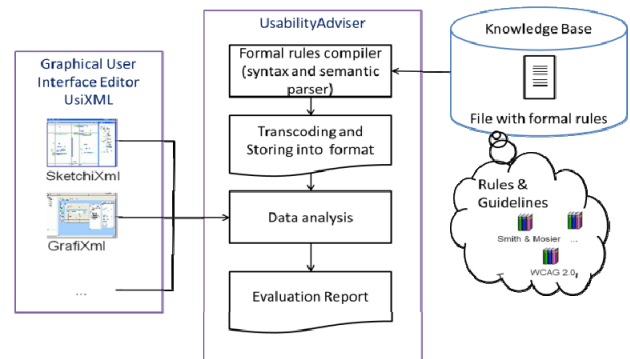 Graphical User
Interface Editor
UsiXML
SketchiXml
GrafiXml
...
UsabilityAdviser
Formal rules compiler
(syntax and semantic
parser)
Transcoding and
Storing into format
Data analysis
Evaluation Report
Knowledge Base
File with formal rules
Rules &
Guidelines
Smith & Mosier ...
WCAG 2.0,